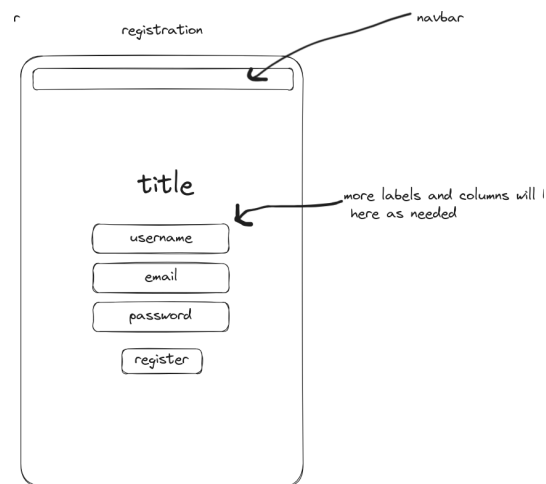 r
registration
navbar
title
more labels and columns will
here as needed
username
email
password
register